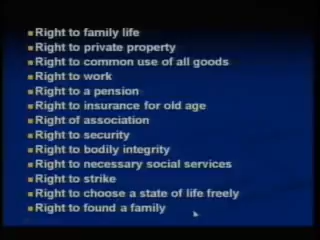 Right to family life
Right to private property
Right to common use of all goods
Right to work
Right to a pension
Right to insurance for old age
Right of association
Right to security
Right to bodily integrity
Right to necessary social services
Right to strike
Right to choose a state of life freely
Right to found a family